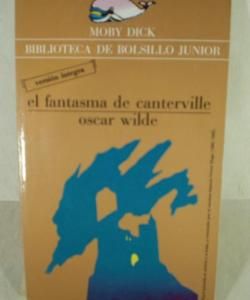 MOBY DICK
BIBLIOTECA DE BOLSILLO JUNIOR
versión íntegra
el fantasma de canterville
oscar wilde